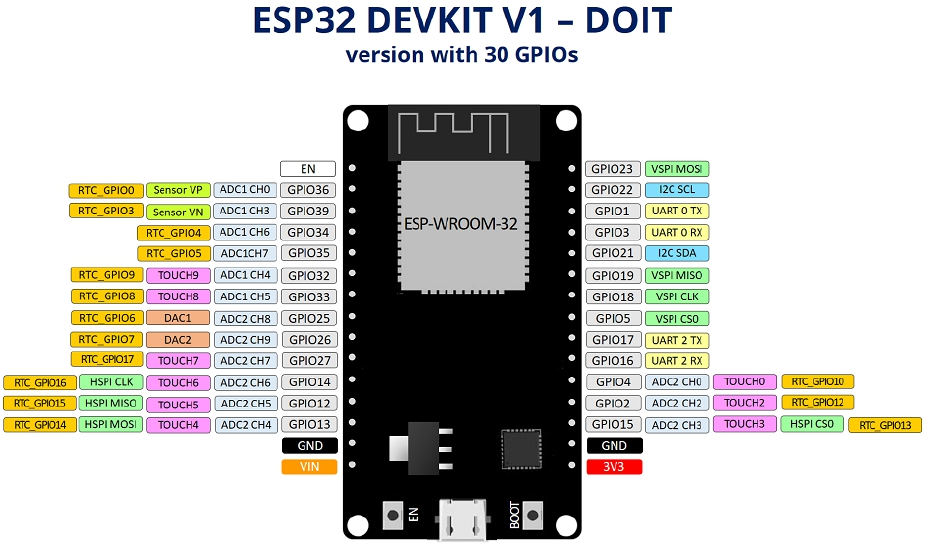 ESP32 DEVKIT V1 – DOIT
version with 30 GPIOs
EN
RTC_GPIO0 Sensor VP ADC1 CH0 GPIO36
RTC_GPIO3 Sensor VN ADC1 CH3 GPIO39
RTC_GPIO4 ADC1 CH6 GPIO34
RTC_GPIO5 ADC1CH7 GPIO35
RTC_GPIO9 TOUCH9 ADC1 CH4 GPIO32
RTC_GPIO8 TOUCH8 ADC1 CH5 GPIO33
RTC_GPIO6 DAC1 ADC2 CH8 GPIO25
RTC_GPIO7 DAC2 ADC2 CH9 GPIO26
RTC_GPIO17 TOUCH7 ADC2 CH7 GPIO27
RTC_GPIO16 HSPI CLK TOUCH6 ADC2 CH6 GPIO14
RTC_GPIO15 HSPI MISO TOUCH5 ADC2 CH5 GPIO12
RTC_GPIO14 HSPI MOSI TOUCH4 ADC2 CH4 GPIO13
GND
VIN
ESP-WROOM-32
EN
BOOT
GPIO23 VSPI MOSI
GPIO22 I2C SCL
GPIO1 UART 0 TX
GPIO3 UART 0 RX
GPIO21 I2C SDA
GPIO19 VSPI MISO
GPIO18 VSPI CLK
GPIO5 VSPI CS0
GPIO17 UART 2 TX
GPIO16 UART 2 RX
GPIO4 ADC2 CH0 TOUCH0 RTC_GPIO10
GPIO2 ADC2 CH2 TOUCH2 RTC_GPIO12
GPIO15 ADC2 CH3 TOUCH3 HSPI CS0 RTC_GPIO13
GND
3V3